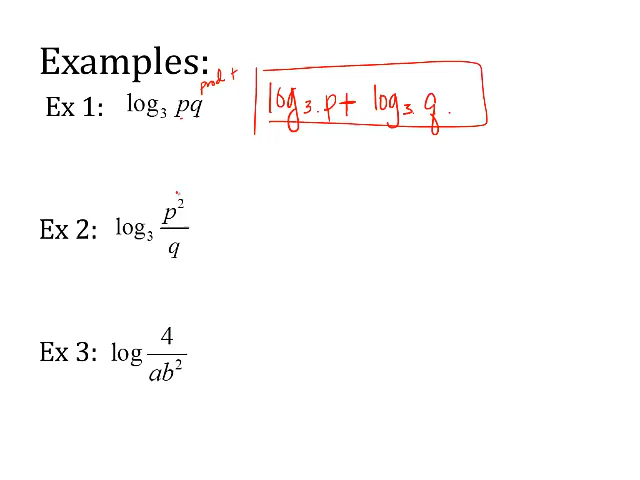 Examples:
prod +
Ex 1: log₃ pq
log₃ p + log₃ q
Ex 2: log₃ p²/q
Ex 3: log 4/ab²